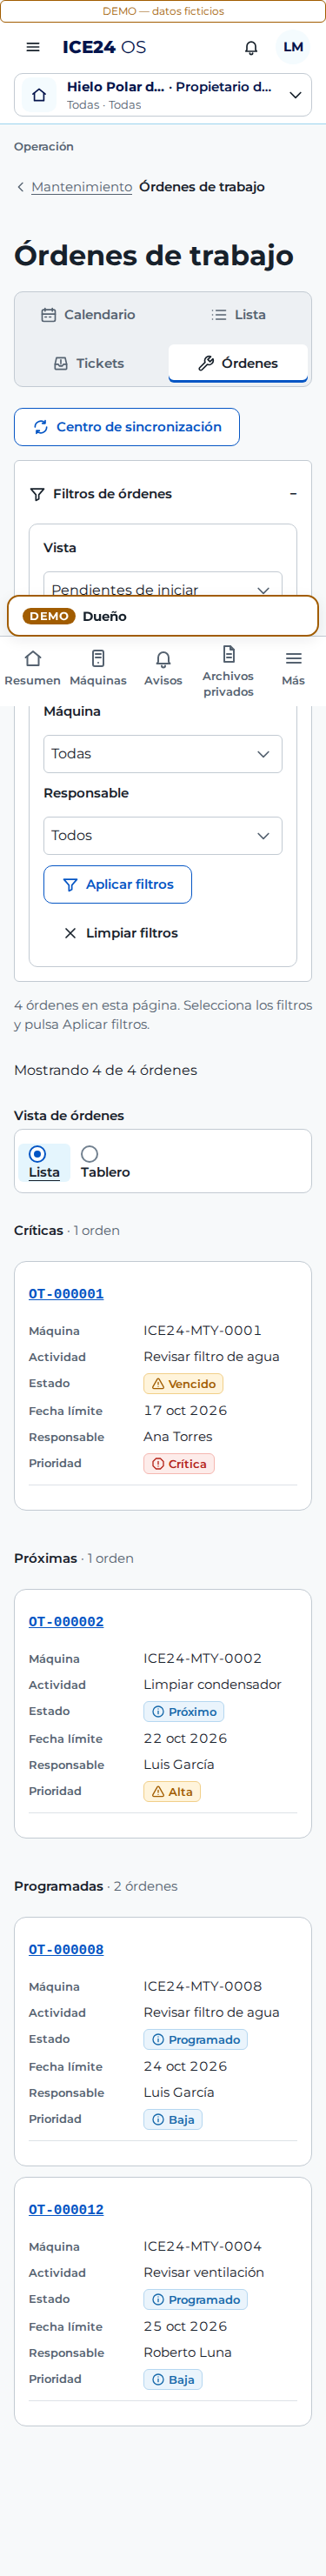 DEMO — datos ficticios
ICE24 OS
LM
Hielo Polar d... · Propietario d...
Todas · Todas
Operación
Mantenimiento Órdenes de trabajo
Órdenes de trabajo
Calendario
Lista
Tickets
Órdenes
Centro de sincronización
Filtros de órdenes
Vista
Pendientes de iniciar
DEMO Dueño
Resumen
Máquinas
Avisos
Archivos privados
Más
Máquina
Todas
Responsable
Todos
Aplicar filtros
Limpiar filtros
4 órdenes en esta página. Selecciona los filtros
y pulsa Aplicar filtros.
Mostrando 4 de 4 órdenes
Vista de órdenes
Lista
Tablero
Críticas · 1 orden
OT-000001
Máquina ICE24-MTY-0001
Actividad Revisar filtro de agua
Estado Vencido
Fecha límite 17 oct 2026
Responsable Ana Torres
Prioridad Crítica
Próximas · 1 orden
OT-000002
Máquina ICE24-MTY-0002
Actividad Limpiar condensador
Estado Próximo
Fecha límite 22 oct 2026
Responsable Luis García
Prioridad Alta
Programadas · 2 órdenes
OT-000008
Máquina ICE24-MTY-0008
Actividad Revisar filtro de agua
Estado Programado
Fecha límite 24 oct 2026
Responsable Luis García
Prioridad Baja
OT-000012
Máquina ICE24-MTY-0004
Actividad Revisar ventilación
Estado Programado
Fecha límite 25 oct 2026
Responsable Roberto Luna
Prioridad Baja